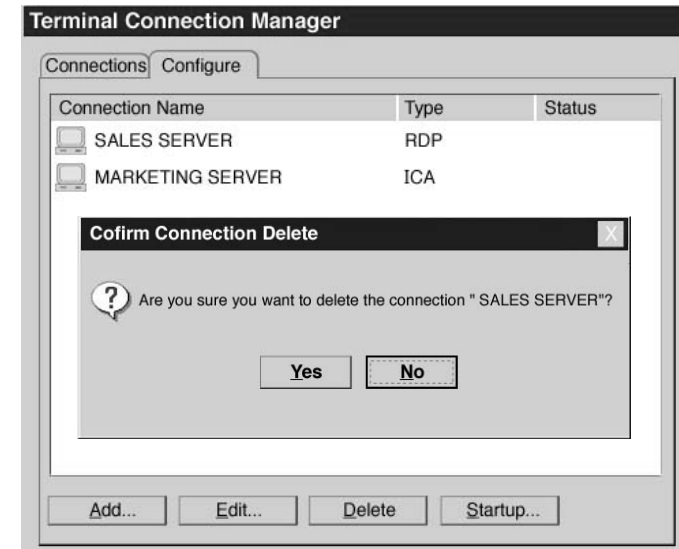 Terminal Connection Manager
Connections Configure
Connection Name Type Status
SALES SERVER RDP
MARKETING SERVER ICA
Cofirm Connection Delete X
? Are you sure you want to delete the connection " SALES SERVER"?
Yes No
Add... Edit... Delete Startup...